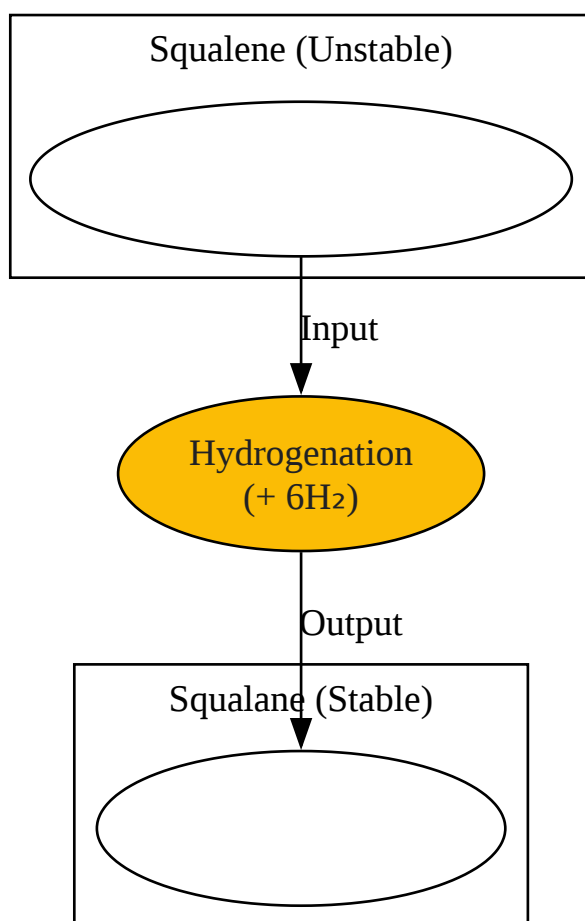 Squalene (Unstable)
Input
Hydrogenation
(+ 6H₂)
Output
Squalane (Stable)